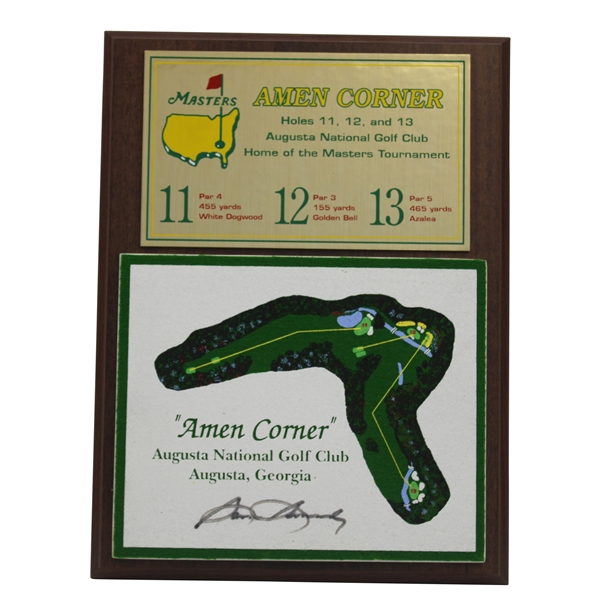 MASTERS
AMEN CORNER
Holes 11, 12, and 13
Augusta National Golf Club
Home of the Masters Tournament
11
Par 4
455 yards
White Dogwood
12
Par 3
155 yards
Golden Bell
13
Par 5
465 yards
Azalea
"Amen Corner"
Augusta National Golf Club
Augusta, Georgia